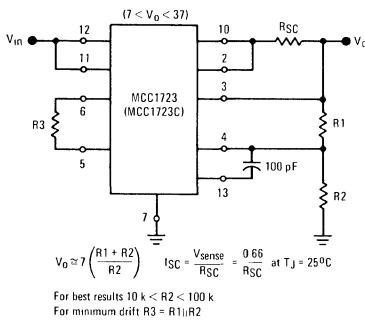 (7 < VO < 37)
Vin
12
11
6
5
R3
MCC1723
(MCC1723C)
7
10
2
3
4
13
RSC
100 pF
VO
R1
R2
VO ≅ 7 (R1 + R2 / R2) ISC = Vsense / RSC = 0 66 / RSC at TJ = 25°C
For best results 10 k < R2 < 100 k
For minimum drift R3 = R1||R2